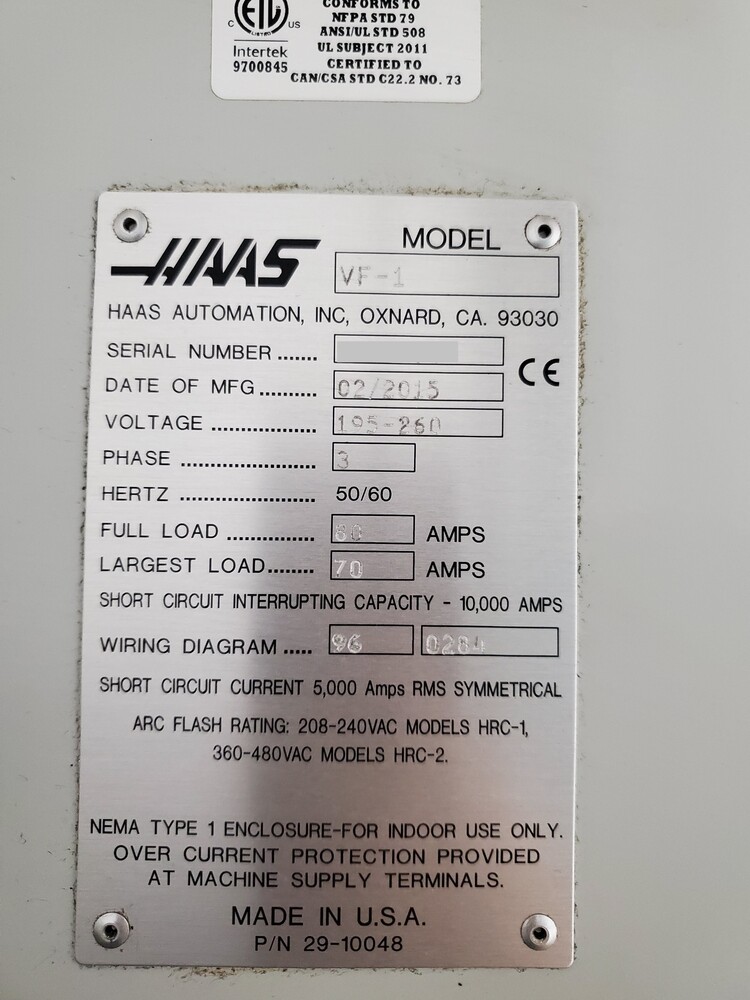 CONFORMS TO
NFPA STD 79
ANSI/UL STD 508
UL SUBJECT 2011
CERTIFIED TO
CAN/CSA STD C22.2 NO. 73
ETL
LISTED
C US
Intertek
9700845
HAAS
MODEL
VF-1
HAAS AUTOMATION, INC, OXNARD, CA. 93030
SERIAL NUMBER .......
CE
DATE OF MFG .......... 02/2015
VOLTAGE .................. 195-260
PHASE ....................... 3
HERTZ ....................... 50/60
FULL LOAD ............... AMPS
LARGEST LOAD........ 70 AMPS
SHORT CIRCUIT INTERRUPTING CAPACITY - 10,000 AMPS
WIRING DIAGRAM ..... 96 0284
SHORT CIRCUIT CURRENT 5,000 Amps RMS SYMMETRICAL
ARC FLASH RATING: 208-240VAC MODELS HRC-1,
360-480VAC MODELS HRC-2.
NEMA TYPE 1 ENCLOSURE-FOR INDOOR USE ONLY.
OVER CURRENT PROTECTION PROVIDED
AT MACHINE SUPPLY TERMINALS.
MADE IN U.S.A.
P/N 29-10048